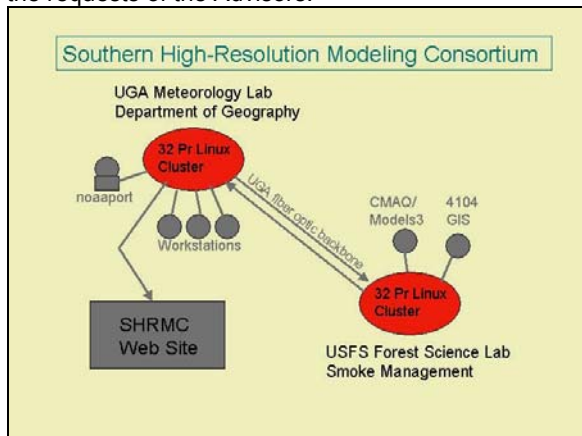 the requests of the Advisors.
Southern High-Resolution Modeling Consortium
UGA Meteorology Lab
Department of Geography
32 Pr Linux
Cluster
noaaport
Workstations
UGA fiber optic backbone
CMAQ/
Models3
4104
GIS
32 Pr Linux
Cluster
SHRMC
Web Site
USFS Forest Science Lab
Smoke Management